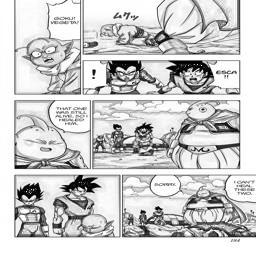 GOKU!
VEGETA!
ムクッ
!
ESCA
!?
THAT ONE
WAS STILL
ALIVE, SO I
HEALED
HIM.
SORRY.
I CAN'T
HEAL
THESE
TWO.